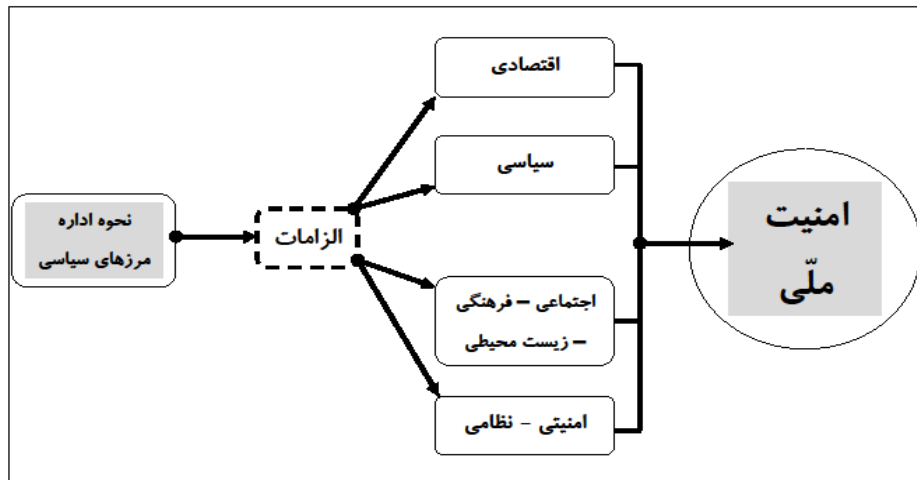 نحوه اداره
مرزهای سیاسی
الزامات
اقتصادی
سیاسی
اجتماعی – فرهنگی
– زیست محیطی
امنیتی - نظامی
امنیت
ملّی